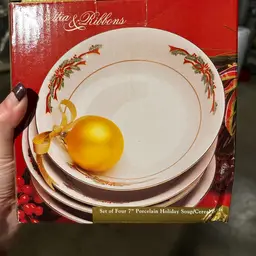 & Ribbons
Set of Four 7" Porcelain Holiday Soup/Cereal